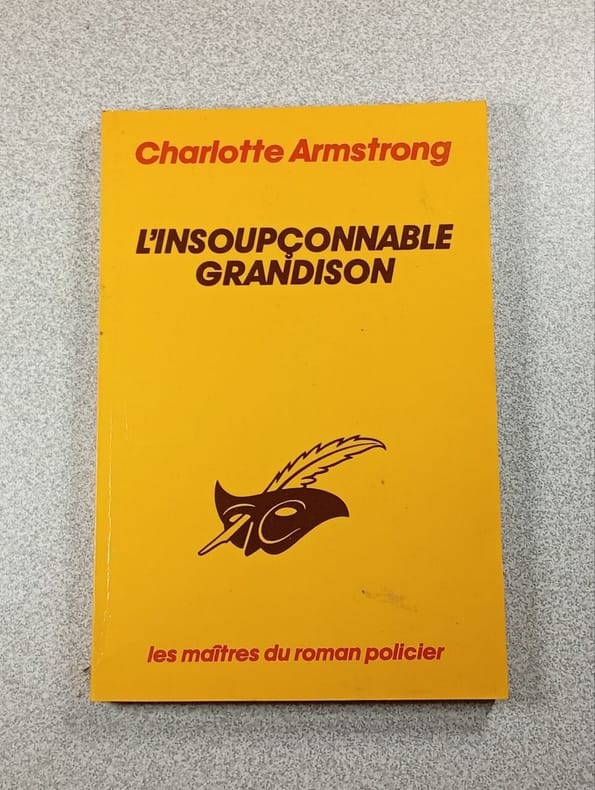 Charlotte Armstrong
L'INSOUPÇONNABLE
GRANDISON
les maîtres du roman policier